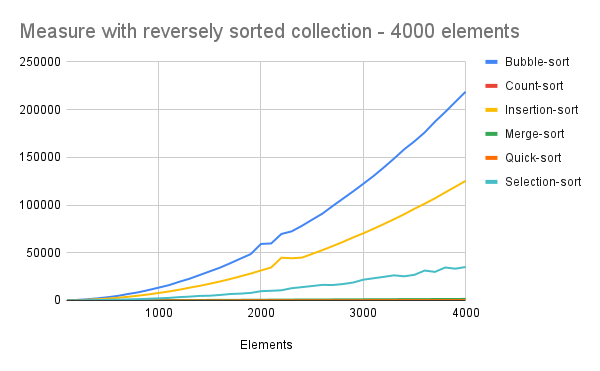 Measure with reversely sorted collection - 4000 elements
250000
200000
150000
100000
50000
0
1000
2000
3000
4000
Elements
Bubble-sort
Count-sort
Insertion-sort
Merge-sort
Quick-sort
Selection-sort